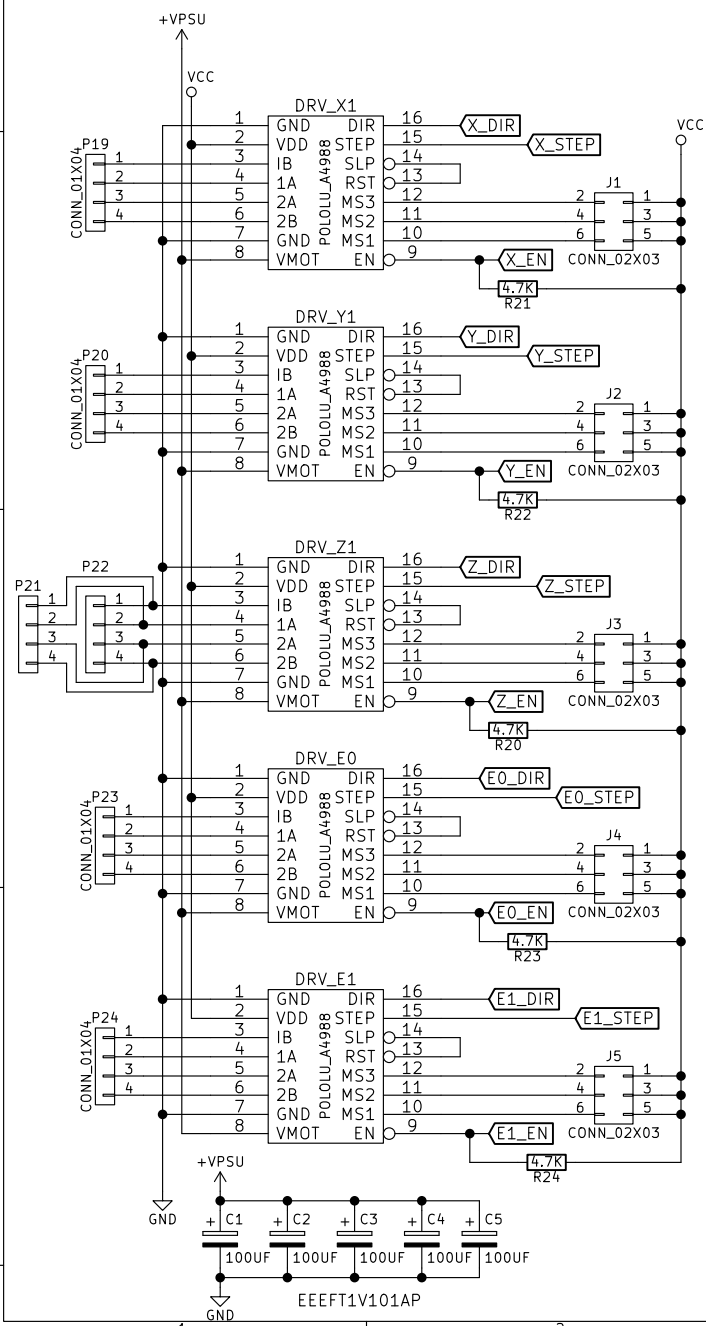 +VPSU
VCC
DRV_X1
1 GND DIR 16 X_DIR
2 VDD STEP 15 X_STEP
VCC
P19
CONN_01X04
1 3 IB SLP 14
2 4 1A RST 13
3 5 2A MS3 12 2 J1 1
4 6 2B MS2 11 4 3
7 GND MS1 10 6 5
8 VMOT EN 9 X_EN CONN_02X03
POLOLU_A4988
4.7K
R21
DRV_Y1
1 GND DIR 16 Y_DIR
2 VDD STEP 15 Y_STEP
P20
CONN_01X04
1 3 IB SLP 14
2 4 1A RST 13
3 5 2A MS3 12 2 J2 1
4 6 2B MS2 11 4 3
7 GND MS1 10 6 5
8 VMOT EN 9 Y_EN CONN_02X03
POLOLU_A4988
4.7K
R22
DRV_Z1
1 GND DIR 16 Z_DIR
2 VDD STEP 15 Z_STEP
P21 P22
1 1 3 IB SLP 14
2 2 4 1A RST 13
3 3 5 2A MS3 12 2 J3 1
4 4 6 2B MS2 11 4 3
7 GND MS1 10 6 5
8 VMOT EN 9 Z_EN CONN_02X03
POLOLU_A4988
4.7K
R20
DRV_E0
1 GND DIR 16 E0_DIR
2 VDD STEP 15 E0_STEP
P23
CONN_01X04
1 3 IB SLP 14
2 4 1A RST 13
3 5 2A MS3 12 2 J4 1
4 6 2B MS2 11 4 3
7 GND MS1 10 6 5
8 VMOT EN 9 E0_EN CONN_02X03
POLOLU_A4988
4.7K
R23
DRV_E1
1 GND DIR 16 E1_DIR
2 VDD STEP 15 E1_STEP
P24
CONN_01X04
1 3 IB SLP 14
2 4 1A RST 13
3 5 2A MS3 12 2 J5 1
4 6 2B MS2 11 4 3
7 GND MS1 10 6 5
8 VMOT EN 9 E1_EN CONN_02X03
POLOLU_A4988
4.7K
R24
+VPSU
GND
+ C1 + C2 + C3 + C4 + C5
100UF 100UF 100UF 100UF 100UF
GND
EEEFT1V101AP